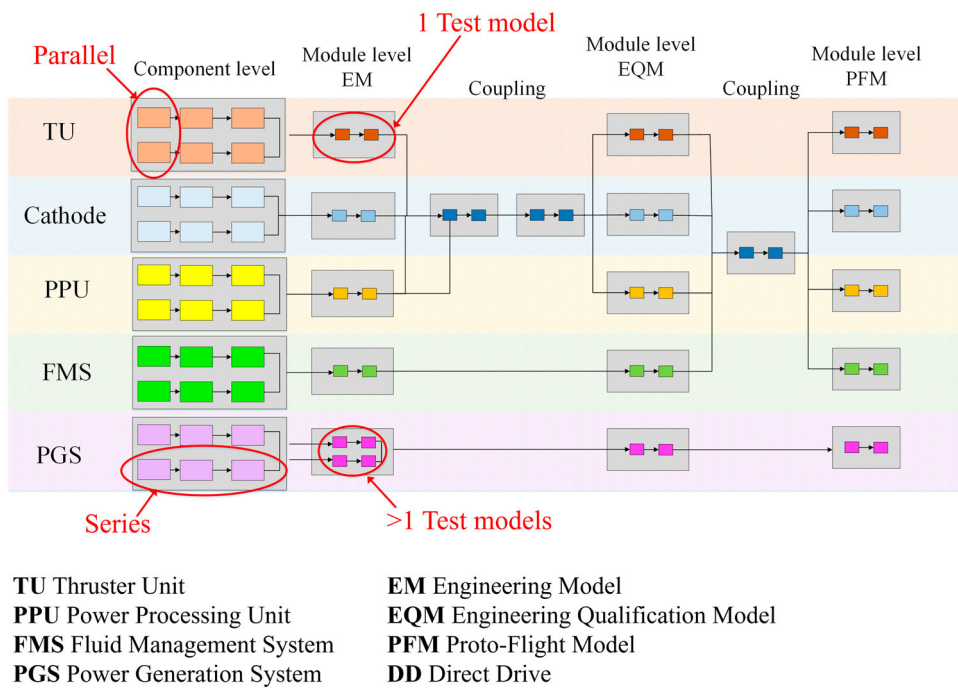 1 Test model
Parallel
Component level
Module level
EM
Coupling
Module level
EQM
Coupling
Module level
PFM
TU
Cathode
PPU
FMS
PGS
Series
>1 Test models
TU Thruster Unit
PPU Power Processing Unit
FMS Fluid Management System
PGS Power Generation System
EM Engineering Model
EQM Engineering Qualification Model
PFM Proto-Flight Model
DD Direct Drive